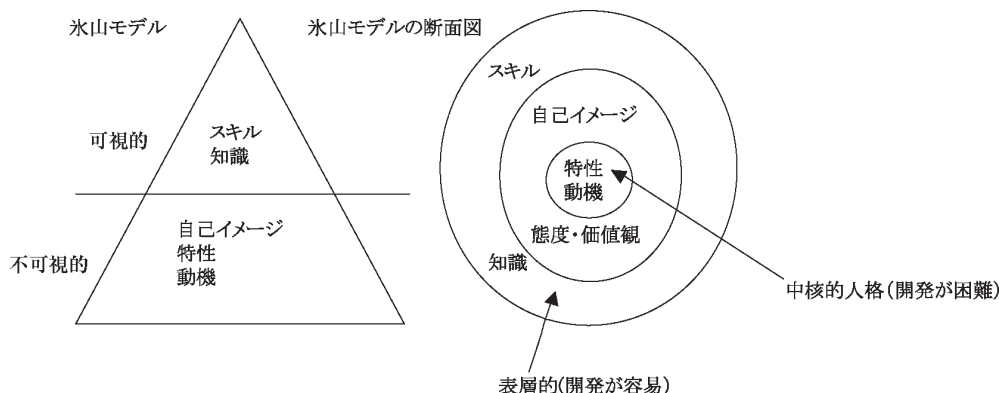 氷山モデル
氷山モデルの断面図
可視的
スキル
知識
不可視的
自己イメージ
特性
動機
スキル
自己イメージ
特性
動機
態度・価値観
知識
中核的人格(開発が困難)
表層的(開発が容易)